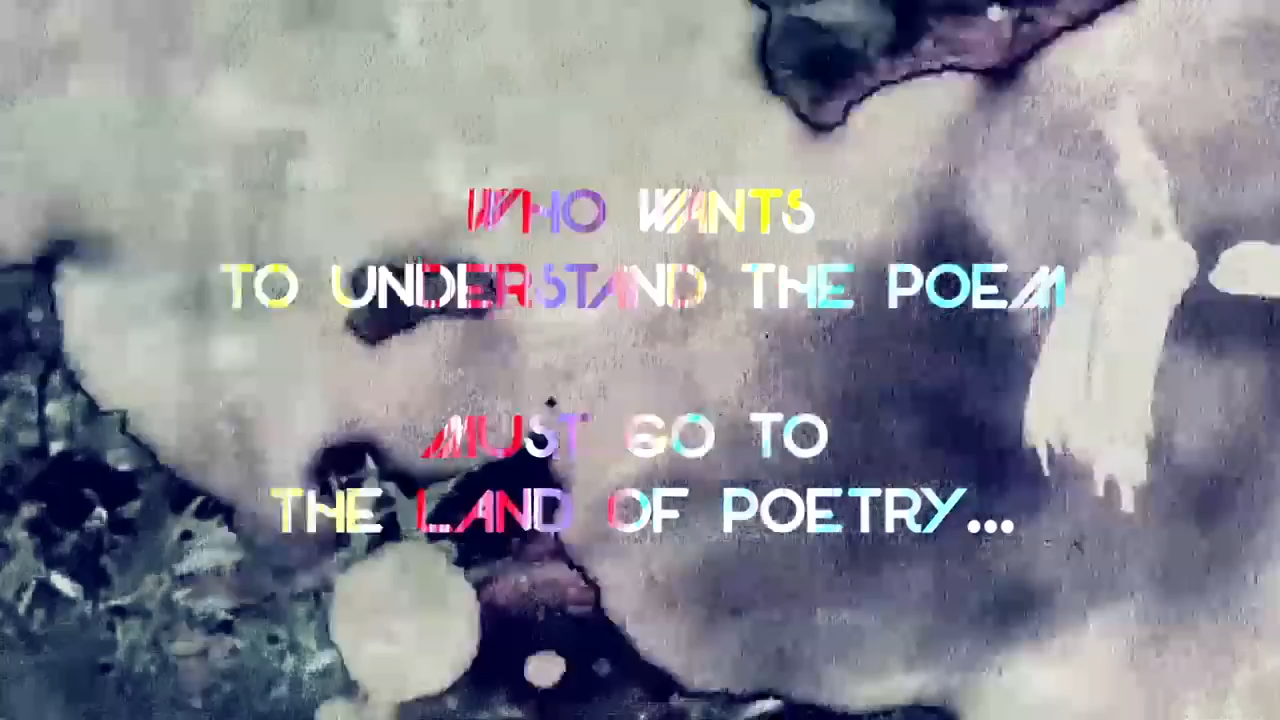 WHO WANTS
TO UNDERSTAND THE POEM
MUST GO TO
THE LAND OF POETRY...